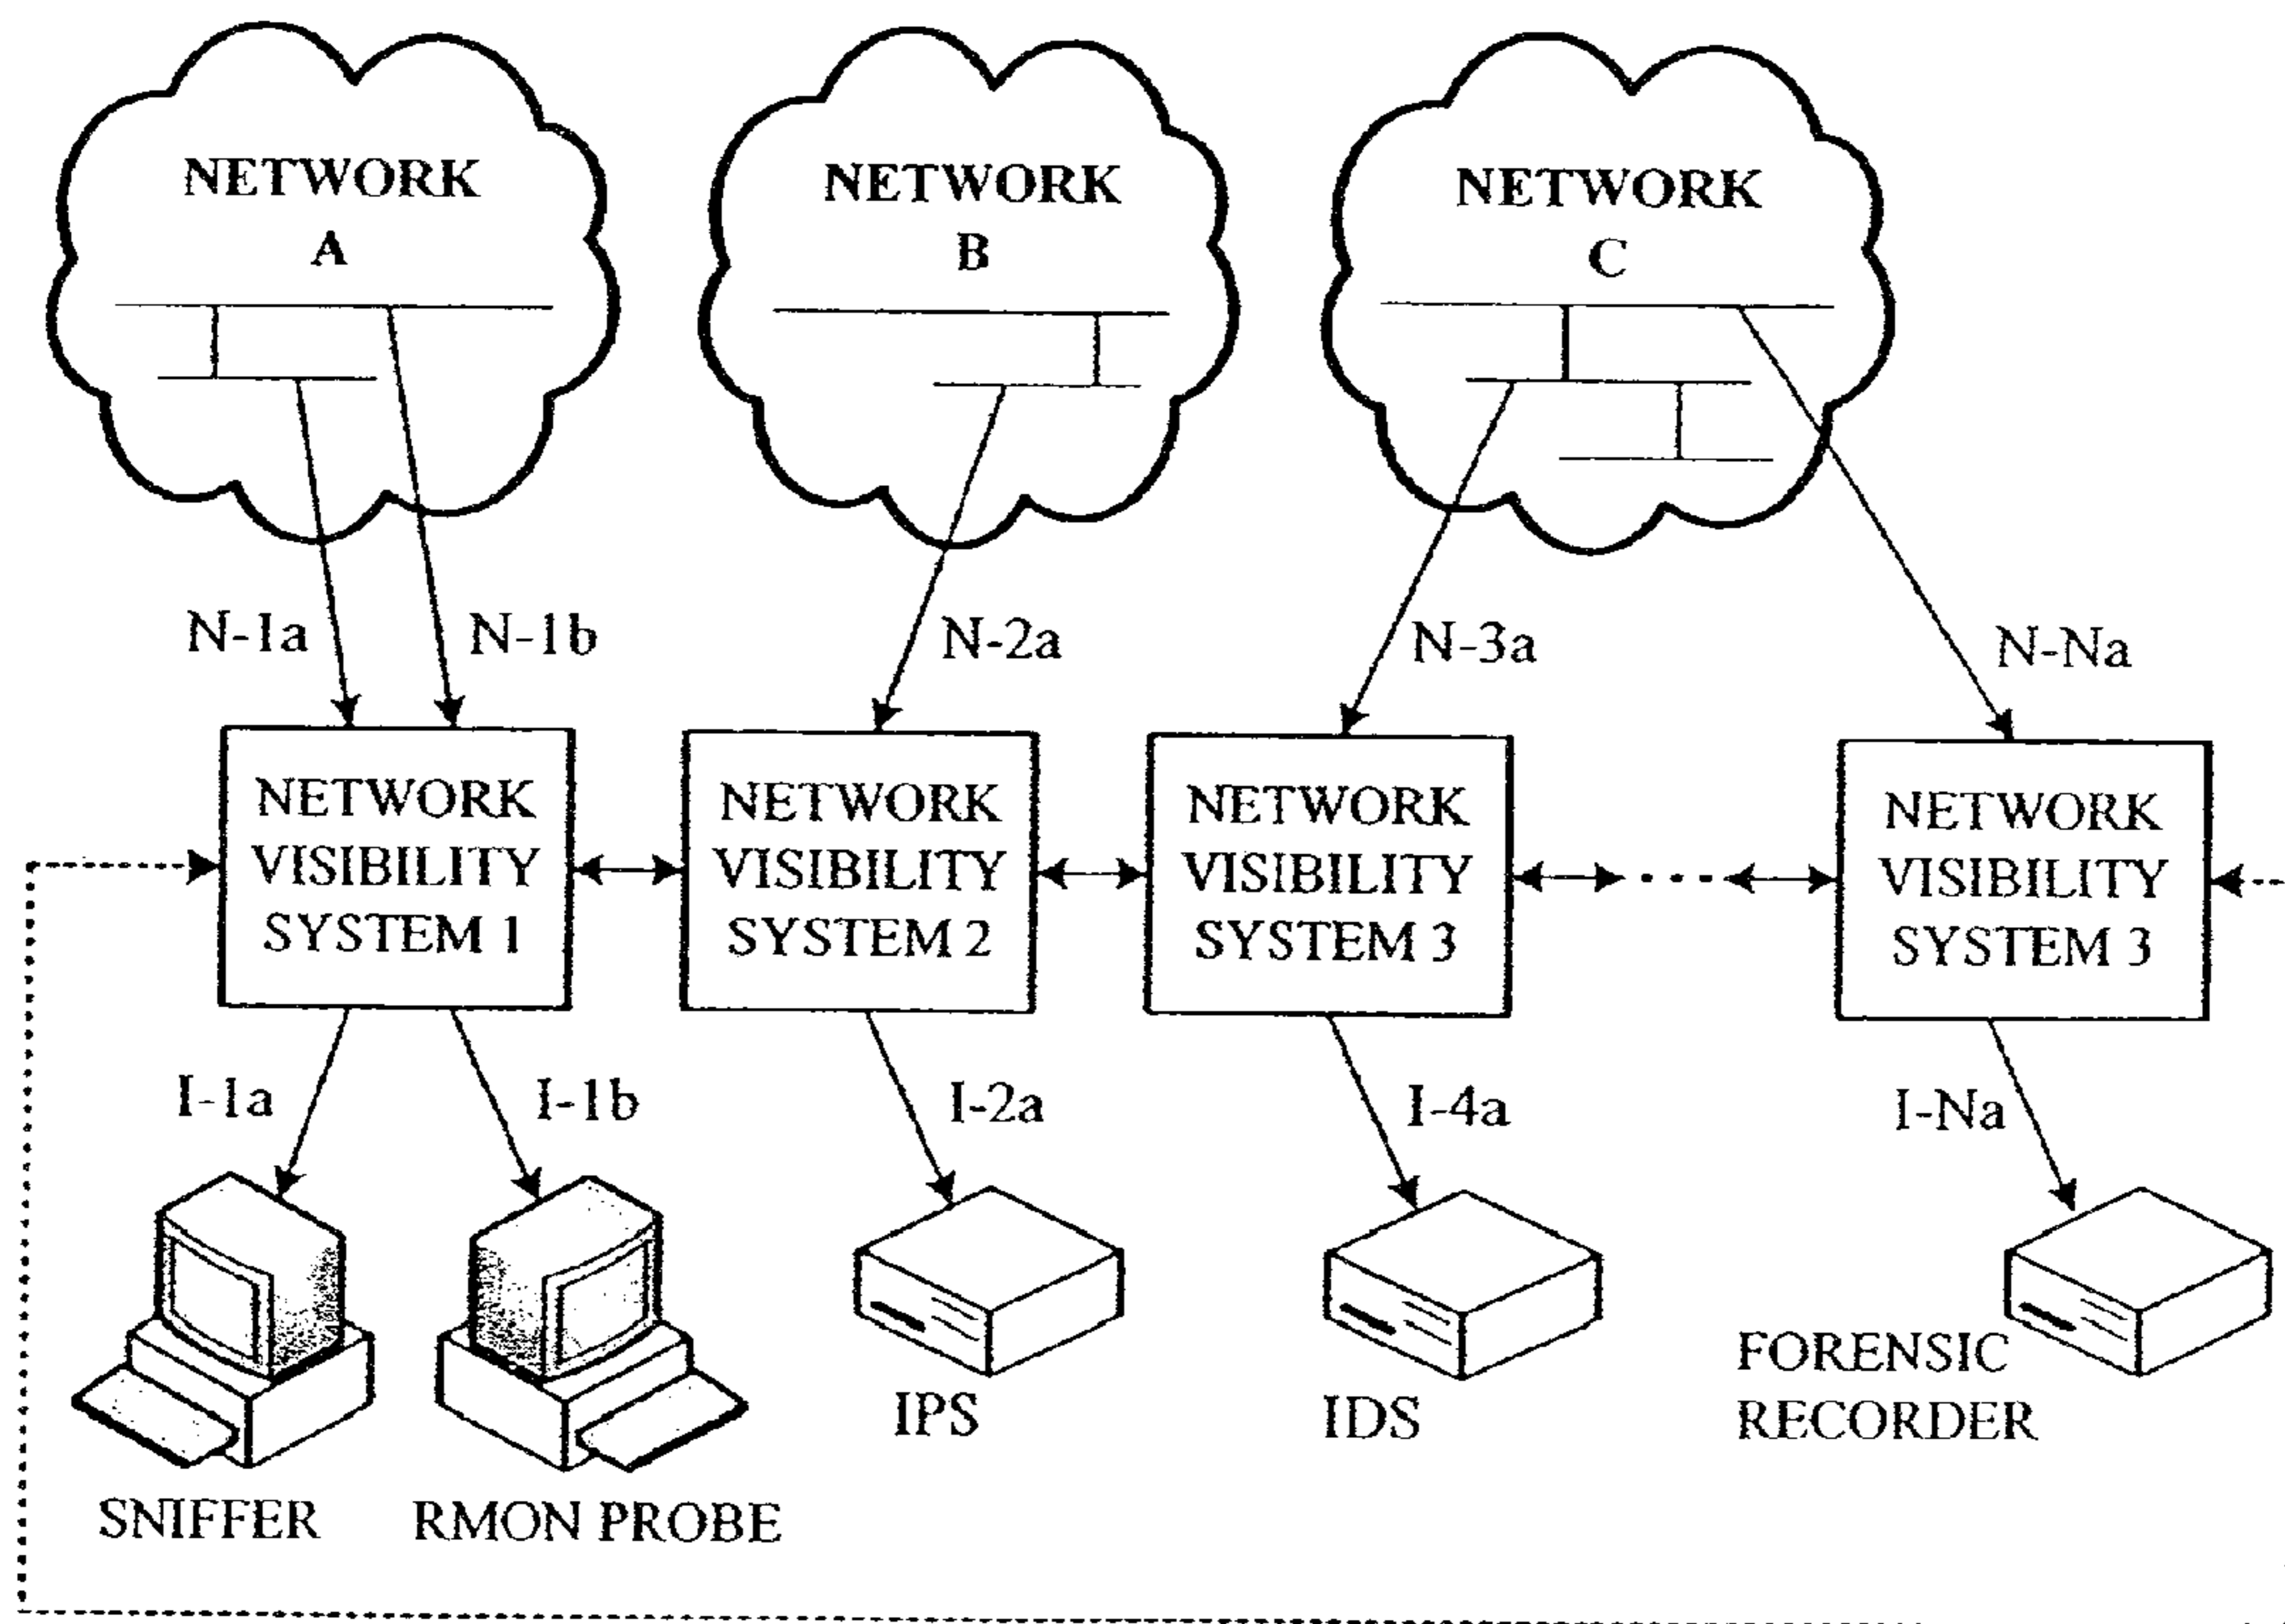 NETWORK
A
NETWORK
B
NETWORK
C
N-1a
N-1b
N-2a
N-3a
N-Na
NETWORK
VISIBILITY
SYSTEM 1
NETWORK
VISIBILITY
SYSTEM 2
NETWORK
VISIBILITY
SYSTEM 3
NETWORK
VISIBILITY
SYSTEM 3
I-1a
I-1b
I-2a
I-4a
I-Na
SNIFFER
RMON PROBE
IPS
IDS
FORENSIC
RECORDER